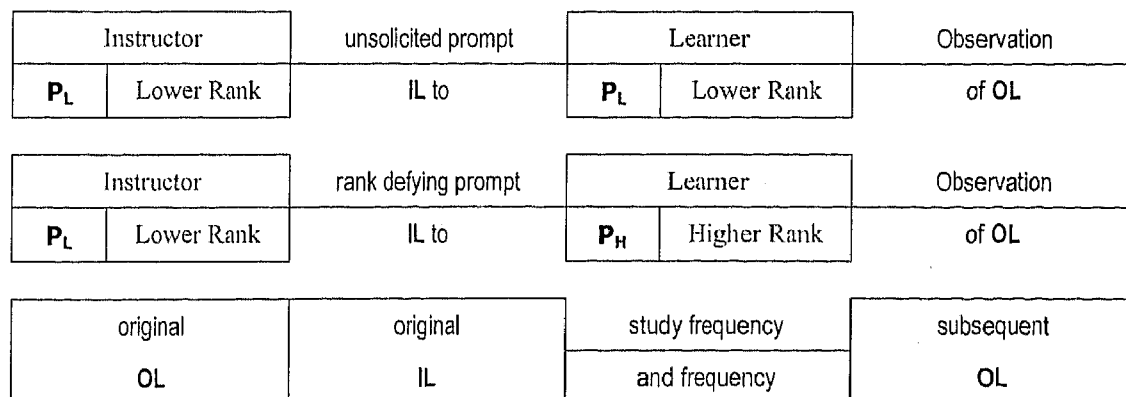 Instructor unsolicited prompt Learner Observation
PL Lower Rank IL to PL Lower Rank of OL
Instructor rank defying prompt Learner Observation
PL Lower Rank IL to PH Higher Rank of OL
original original study frequency subsequent
OL IL and frequency OL